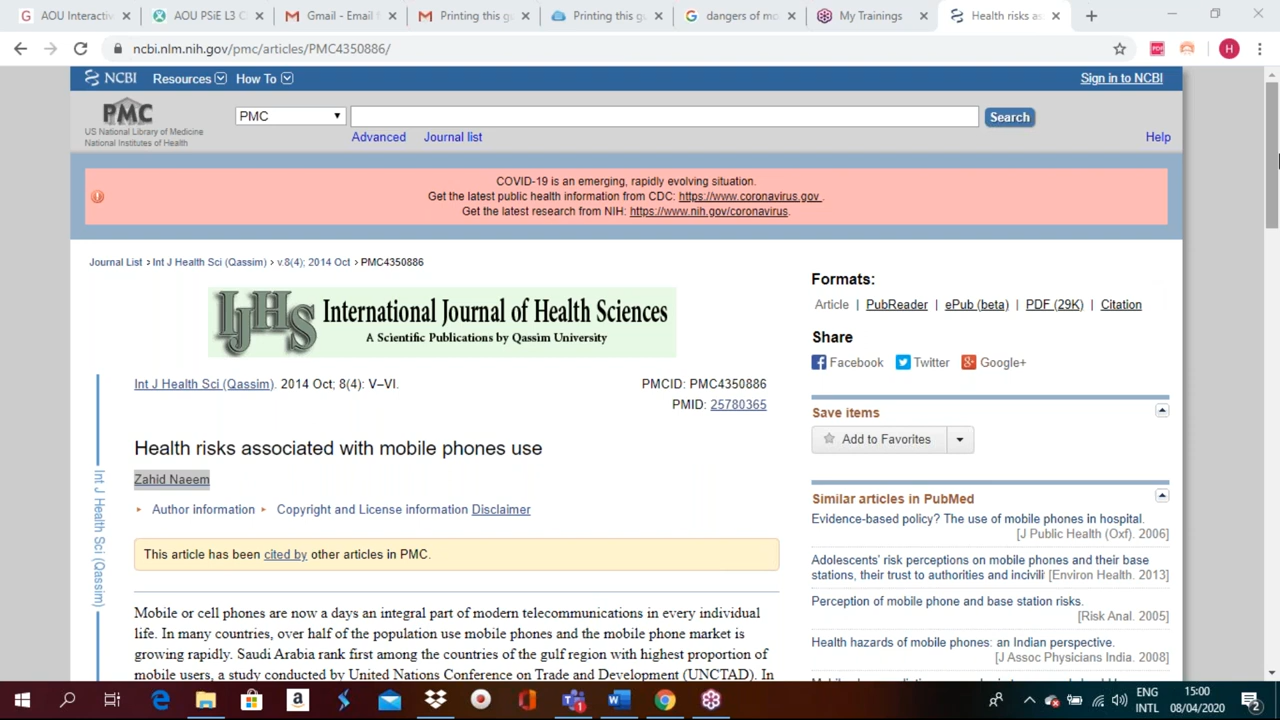 AOU Interactiv
AOU PSiE L3 C
Gmail - Email
Printing this g
Printing this g
dangers of mo
My Trainings
Health risks as
ncbi.nlm.nih.gov/pmc/articles/PMC4350886/
PDF
H
NCBI Resources How To Sign in to NCBI
PMC
US National Library of Medicine
National Institutes of Health
PMC Search
Advanced Journal list Help
COVID-19 is an emerging, rapidly evolving situation.
Get the latest public health information from CDC: https://www.coronavirus.gov .
Get the latest research from NIH: https://www.nih.gov/coronavirus.
Journal List > Int J Health Sci (Qassim) > v.8(4); 2014 Oct > PMC4350886
IJHS International Journal of Health Sciences
A Scientific Publications by Qassim University
Int J Health Sci (Qassim). 2014 Oct; 8(4): V–VI.
PMCID: PMC4350886
PMID: 25780365
Health risks associated with mobile phones use
Zahid Naeem
Author information Copyright and License information Disclaimer
This article has been cited by other articles in PMC.
Int J Health Sci (Qassim)
Mobile or cell phones are now a days an integral part of modern telecommunications in every individual
life. In many countries, over half of the population use mobile phones and the mobile phone market is
growing rapidly. Saudi Arabia rank first among the countries of the gulf region with highest proportion of
mobile users, a study conducted by United Nations Conference on Trade and Development (UNCTAD). In
Formats:
Article | PubReader | ePub (beta) | PDF (29K) | Citation
Share
Facebook Twitter Google+
Save items
Add to Favorites
Similar articles in PubMed
Evidence-based policy? The use of mobile phones in hospital.
[J Public Health (Oxf). 2006]
Adolescents' risk perceptions on mobile phones and their base
stations, their trust to authorities and incivili [Environ Health. 2013]
Perception of mobile phone and base station risks.
[Risk Anal. 2005]
Health hazards of mobile phones: an Indian perspective.
[J Assoc Physicians India. 2008]
ENG
INTL
15:00
08/04/2020
2